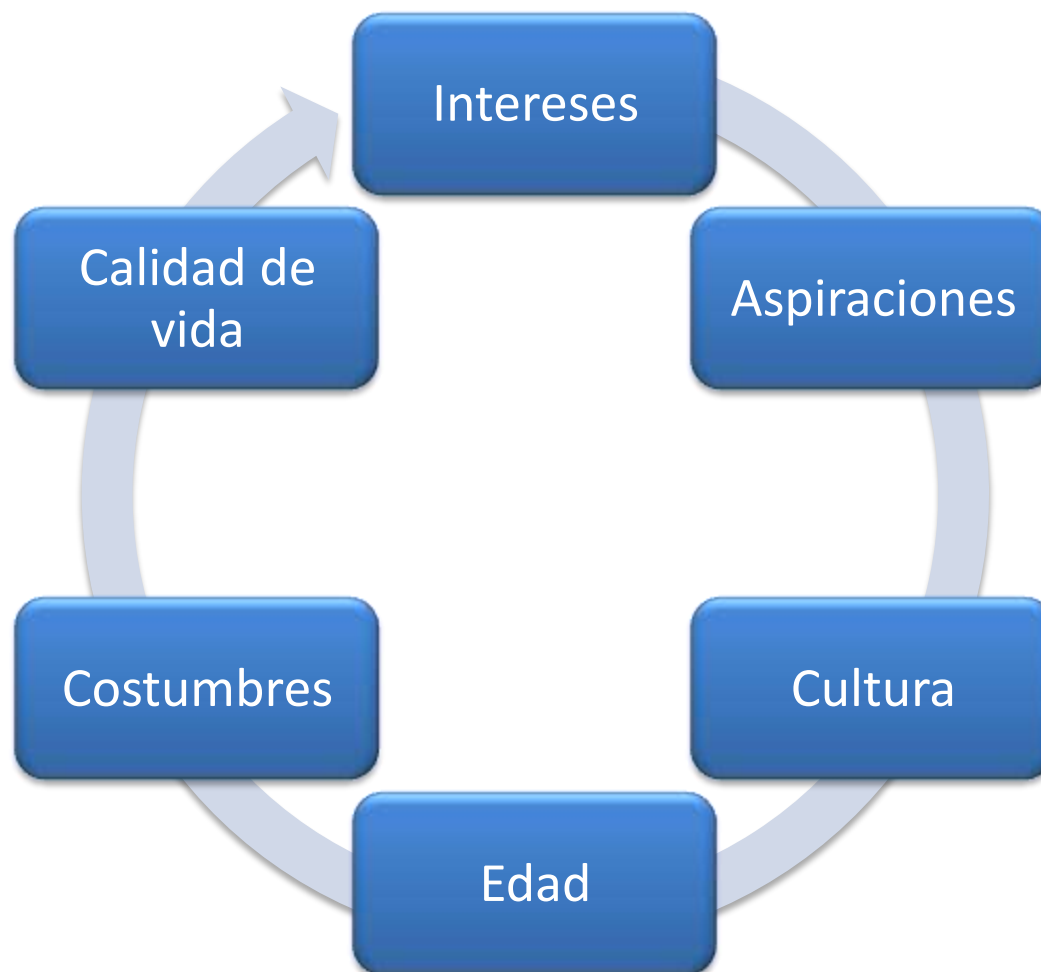 Intereses
Aspiraciones
Cultura
Edad
Costumbres
Calidad de
vida